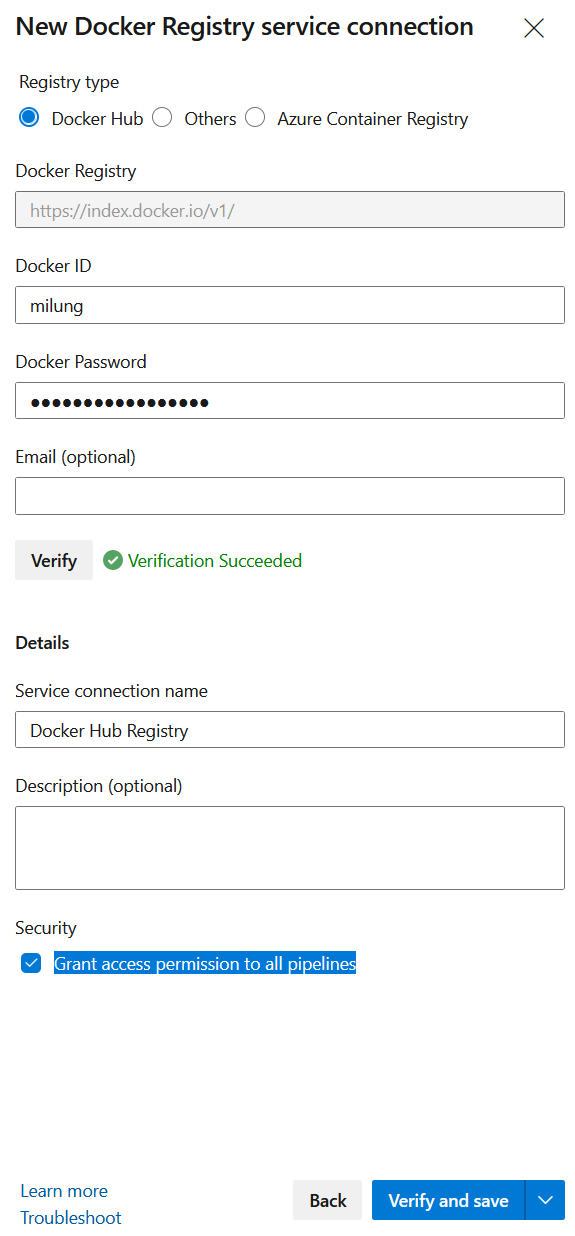 New Docker Registry service connection
Registry type
Docker Hub Others Azure Container Registry
Docker Registry
https://index.docker.io/v1/
Docker ID
milung
Docker Password
•••••••••••••••••
Email (optional)
Verify Verification Succeeded
Details
Service connection name
Docker Hub Registry
Description (optional)
Security
Grant access permission to all pipelines
Learn more
Back Verify and save
Troubleshoot